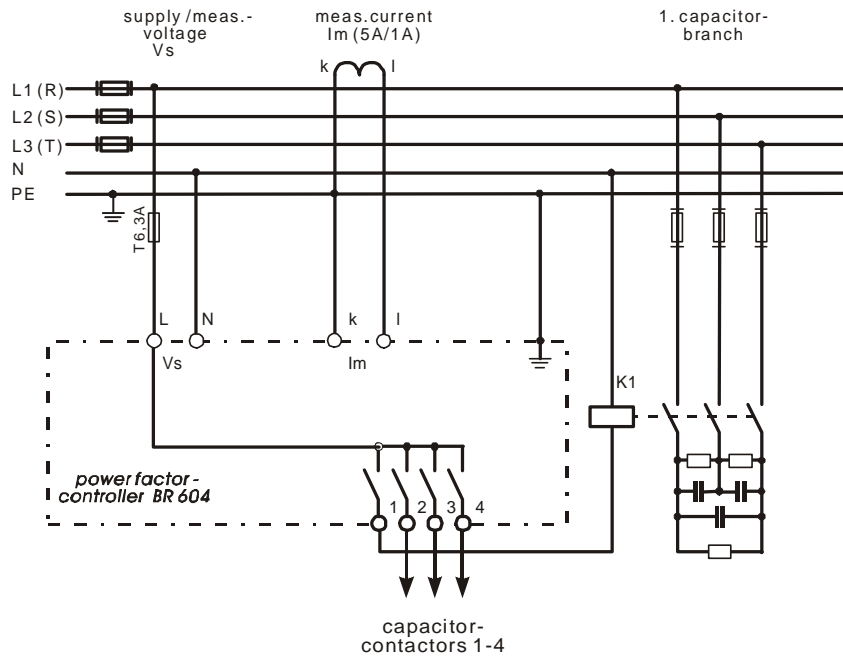 supply/meas.-
voltage
Vs
meas.current
Im (5A/1A)
1. capacitor-
branch
k l
L1 (R)
L2 (S)
L3 (T)
N
PE
T6,3A
L N k l
Vs Im
K1
power factor-
controller BR 604
1 2 3 4
capacitor-
contactors 1-4